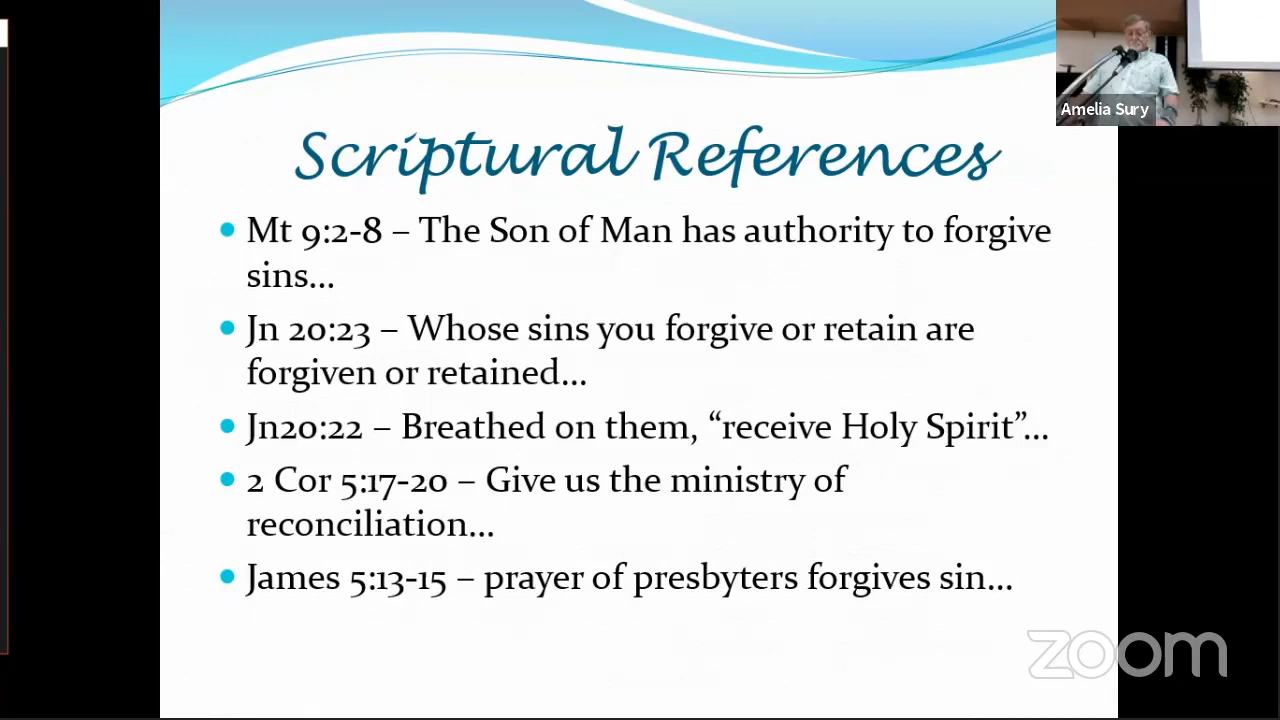 Amelia Sury
Scriptural References
• Mt 9:2-8 – The Son of Man has authority to forgive
sins…
• Jn 20:23 – Whose sins you forgive or retain are
forgiven or retained…
• Jn20:22 – Breathed on them, “receive Holy Spirit”…
• 2 Cor 5:17-20 – Give us the ministry of
reconciliation…
• James 5:13-15 – prayer of presbyters forgives sin…
zoom